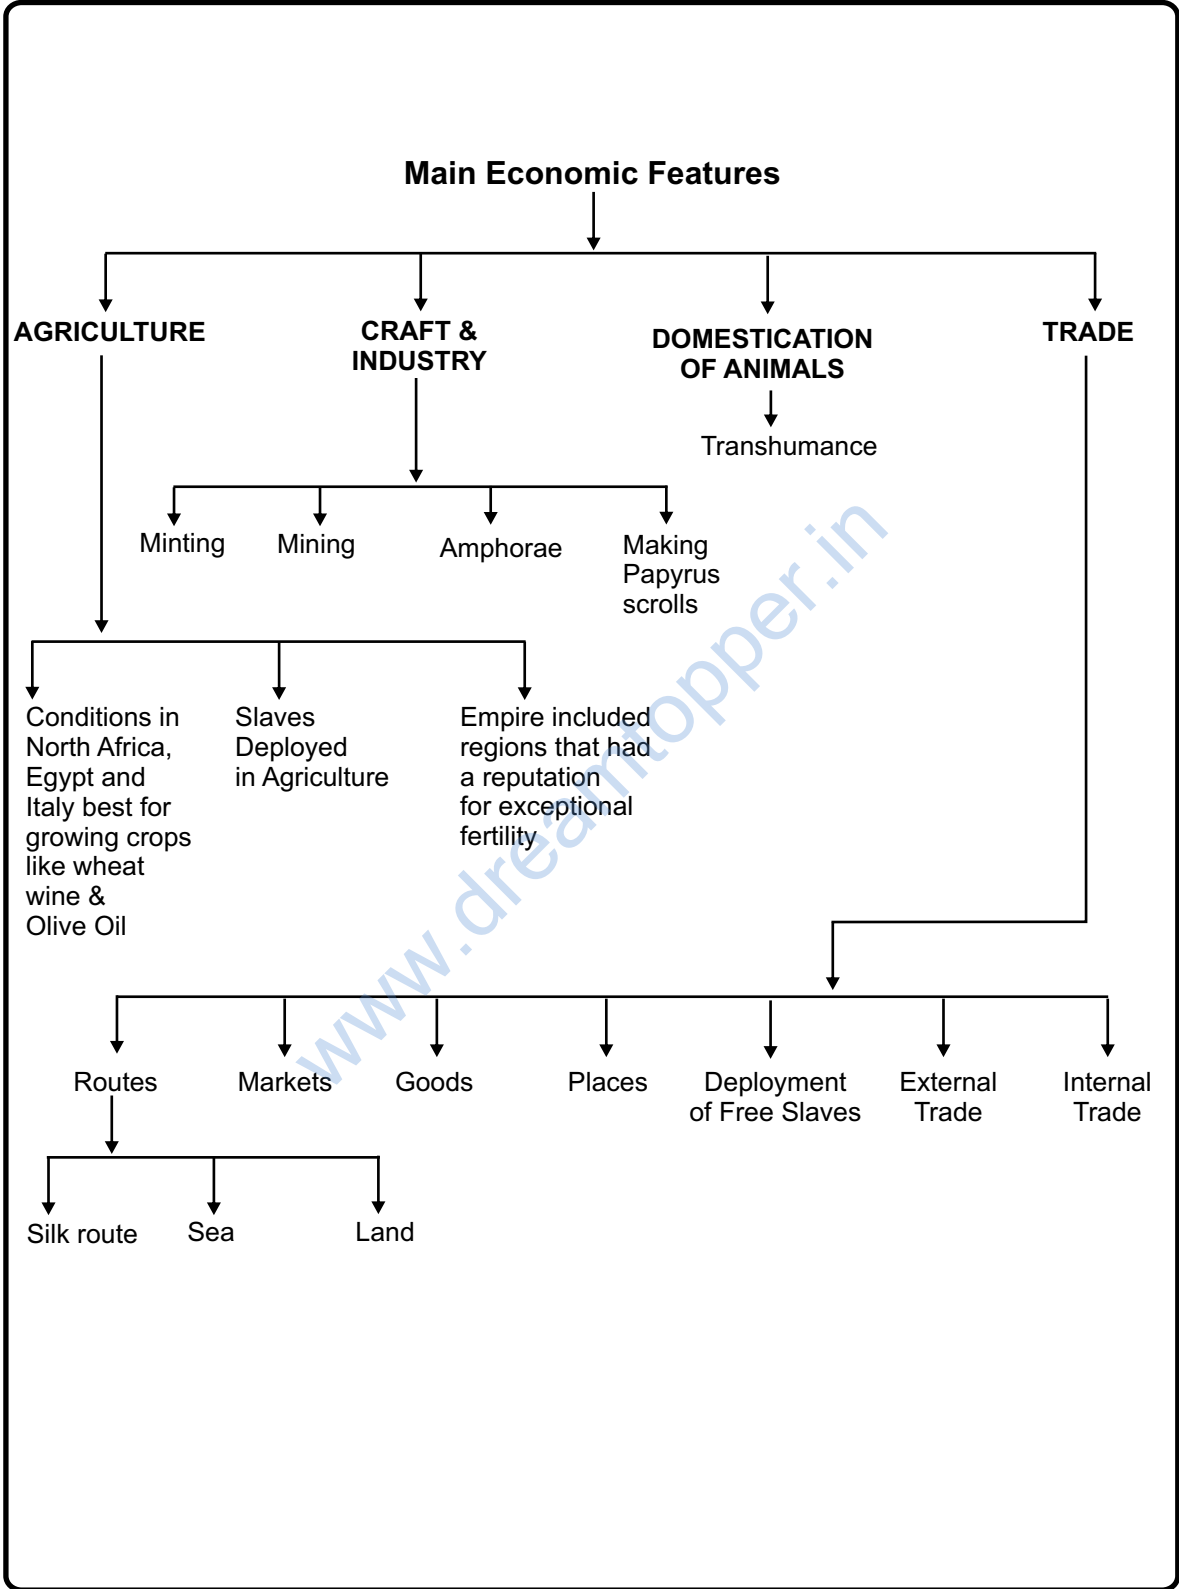 Main Economic Features
AGRICULTURE
CRAFT &
INDUSTRY
DOMESTICATION
OF ANIMALS
TRADE
Transhumance
Minting
Mining
Amphorae
Making
Papyrus
scrolls
Conditions in
North Africa,
Egypt and
Italy best for
growing crops
like wheat
wine &
Olive Oil
Slaves
Deployed
in Agriculture
Empire included
regions that had
a reputation
for exceptional
fertility
Routes
Markets
Goods
Places
Deployment
of Free Slaves
External
Trade
Internal
Trade
Silk route
Sea
Land
www.dreamtopper.in